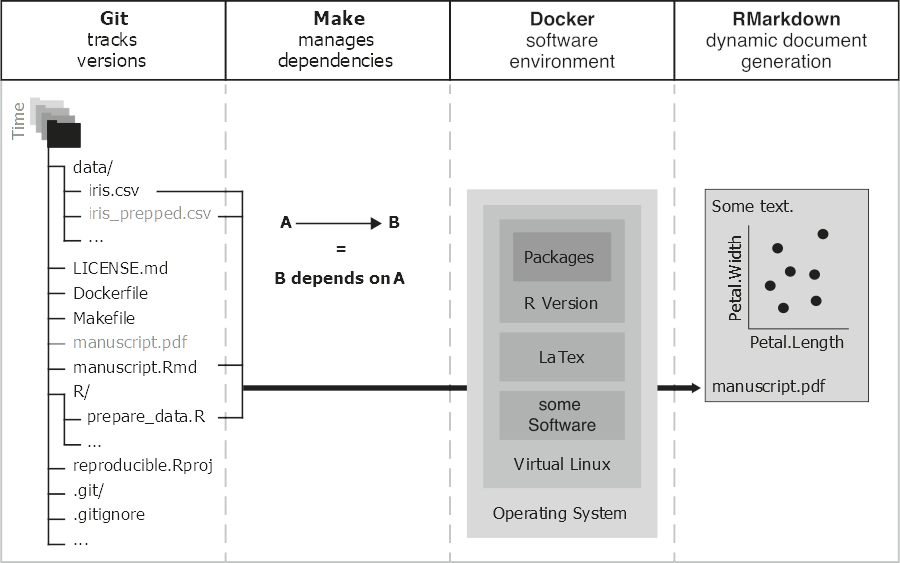 Git
tracks
versions
Make
manages
dependencies
Docker
software
environment
RMarkdown
dynamic document
generation
Time
data/
iris.csv
iris_prepped.csv
...
LICENSE.md
Dockerfile
Makefile
manuscript.pdf
manuscript.Rmd
R/
prepare_data.R
...
reproducible.Rproj
.git/
.gitignore
...
A B
=
B depends on A
Packages
R Version
LaTex
some
Software
Virtual Linux
Operating System
Some text.
Petal.Width
Petal.Length
manuscript.pdf